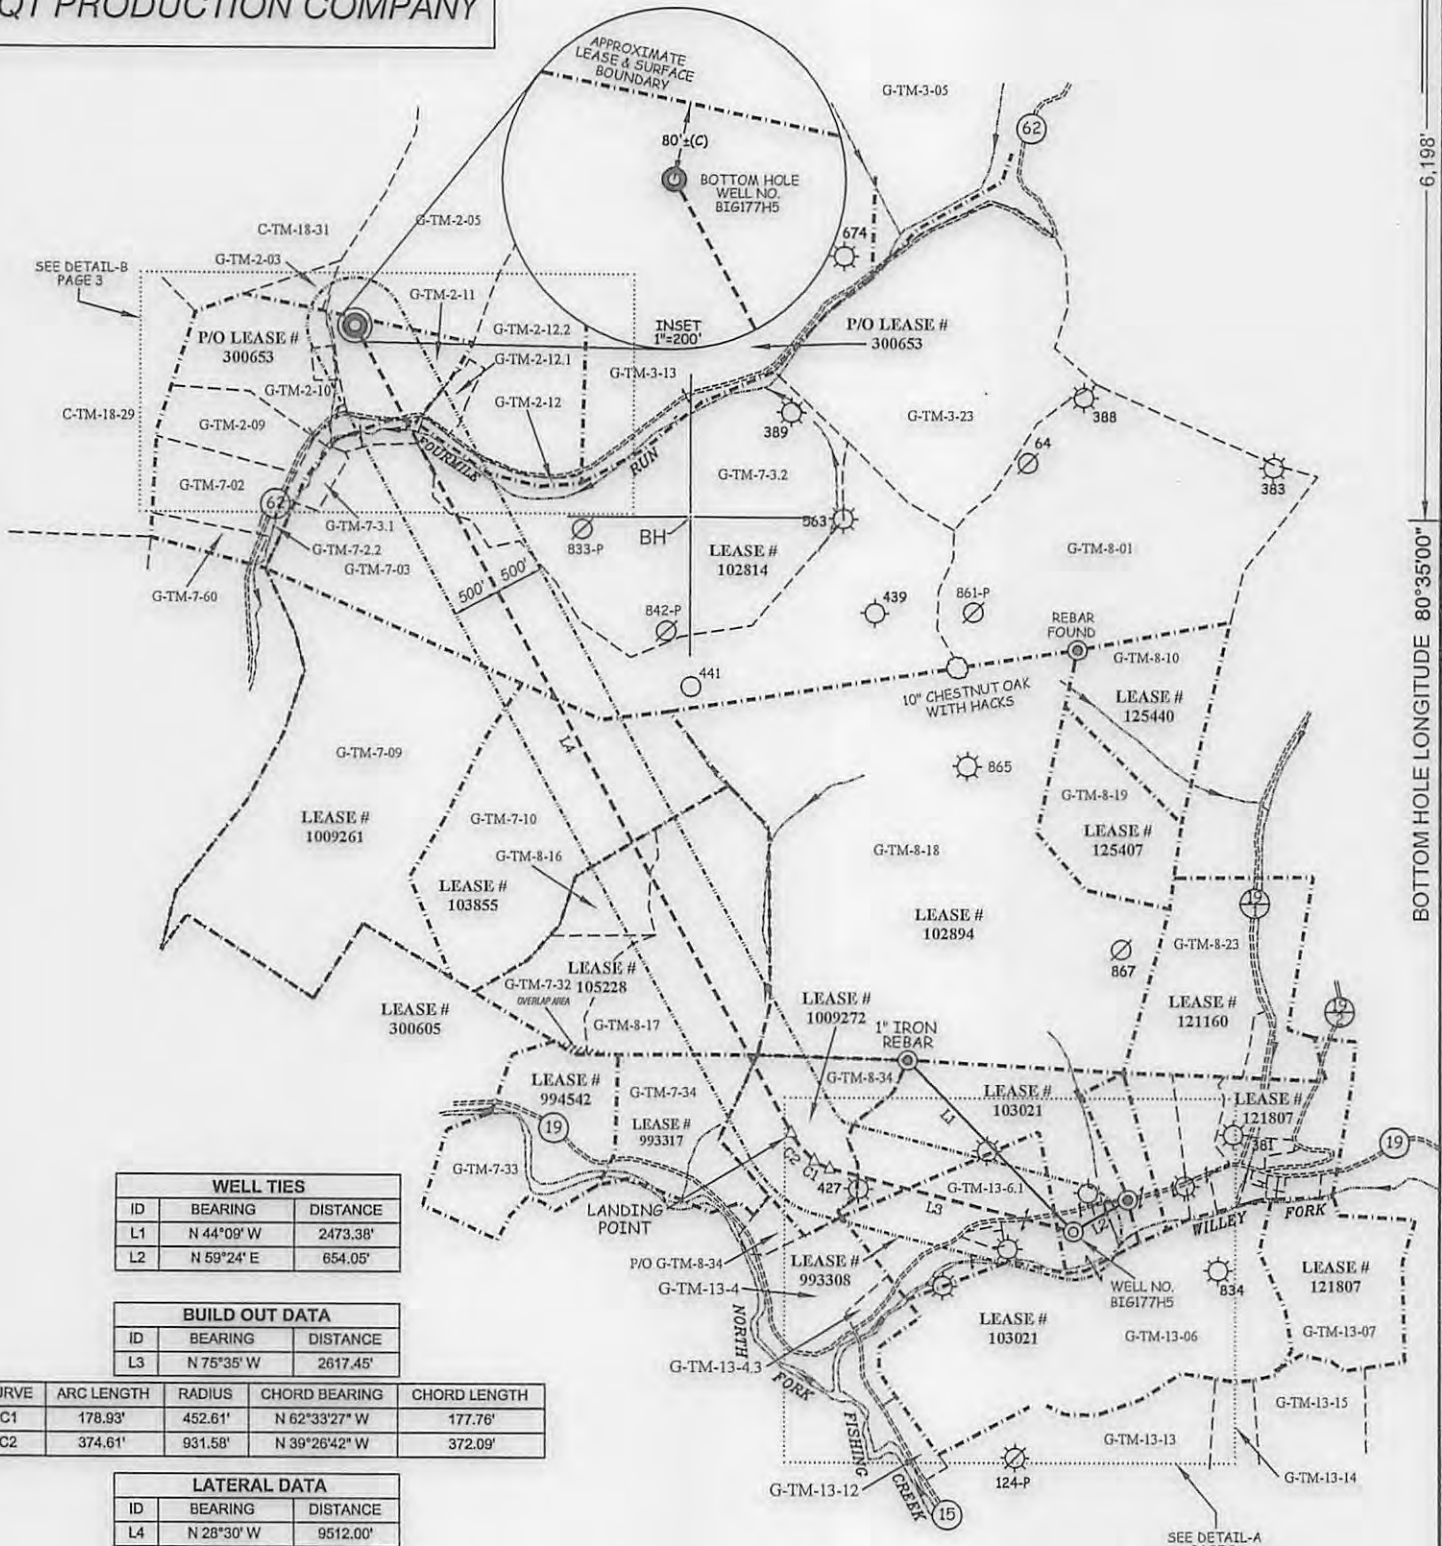 QT PRODUCTION COMPANY
APPROXIMATE
LEASE & SURFACE
BOUNDARY
80'±(C)
BOTTOM HOLE
WELL NO.
BIG177H5
INSET
1"=200'
G-TM-3-05
62
6,198'
BOTTOM HOLE LONGITUDE 80°35'00"
674
C-TM-18-31
G-TM-2-05
G-TM-2-03
SEE DETAIL-B
PAGE 3
G-TM-2-11
P/O LEASE #
300653
G-TM-2-12.2
G-TM-2-12.1
P/O LEASE #
300653
G-TM-2-10
G-TM-3-13
G-TM-2-12
C-TM-18-29
G-TM-2-09
389
G-TM-3-23
388
64
383
FOURMILE
RUN
G-TM-7-02
62
G-TM-7-3.2
G-TM-7-3.1
G-TM-7-2.2
G-TM-7-03
833-P
BH
563
LEASE #
102814
G-TM-8-01
G-TM-7-60
500'
500'
842-P
439
861-P
REBAR
FOUND
G-TM-8-10
441
10" CHESTNUT OAK
WITH HACKS
LEASE #
125440
G-TM-7-09
L4
865
LEASE #
1009261
G-TM-7-10
G-TM-8-16
G-TM-8-19
LEASE #
125407
G-TM-8-18
LEASE #
103855
LEASE #
102894
19
1
G-TM-8-23
867
LEASE #
105228
G-TM-7-32
OVERLAP AREA
LEASE #
300605
G-TM-8-17
LEASE #
1009272
1" IRON
REBAR
LEASE #
121160
19
2
LEASE #
994542
G-TM-7-34
G-TM-8-34
LEASE #
103021
L1
LEASE #
121807
LEASE #
993317
19
381
19
G-TM-7-33
C2
C1
427
G-TM-13-6.1
L3
L2
LANDING
POINT
WILLEY
FORK
P/O G-TM-8-34
LEASE #
993308
G-TM-13-4
WELL NO.
BIG177H5
834
LEASE #
121807
NORTH
FORK
FISHING
CREEK
LEASE #
103021
G-TM-13-06
G-TM-13-07
G-TM-13-4.3
G-TM-13-15
G-TM-13-13
G-TM-13-14
G-TM-13-12
124-P
15
SEE DETAIL-A
WELL TIES
ID BEARING DISTANCE
L1 N 44°09' W 2473.38'
L2 N 59°24' E 654.05'
BUILD OUT DATA
ID BEARING DISTANCE
L3 N 75°35' W 2617.45'
URVE ARC LENGTH RADIUS CHORD BEARING CHORD LENGTH
C1 178.93' 452.61' N 62°33'27" W 177.76'
C2 374.61' 931.58' N 39°26'42" W 372.09'
LATERAL DATA
ID BEARING DISTANCE
L4 N 28°30' W 9512.00'